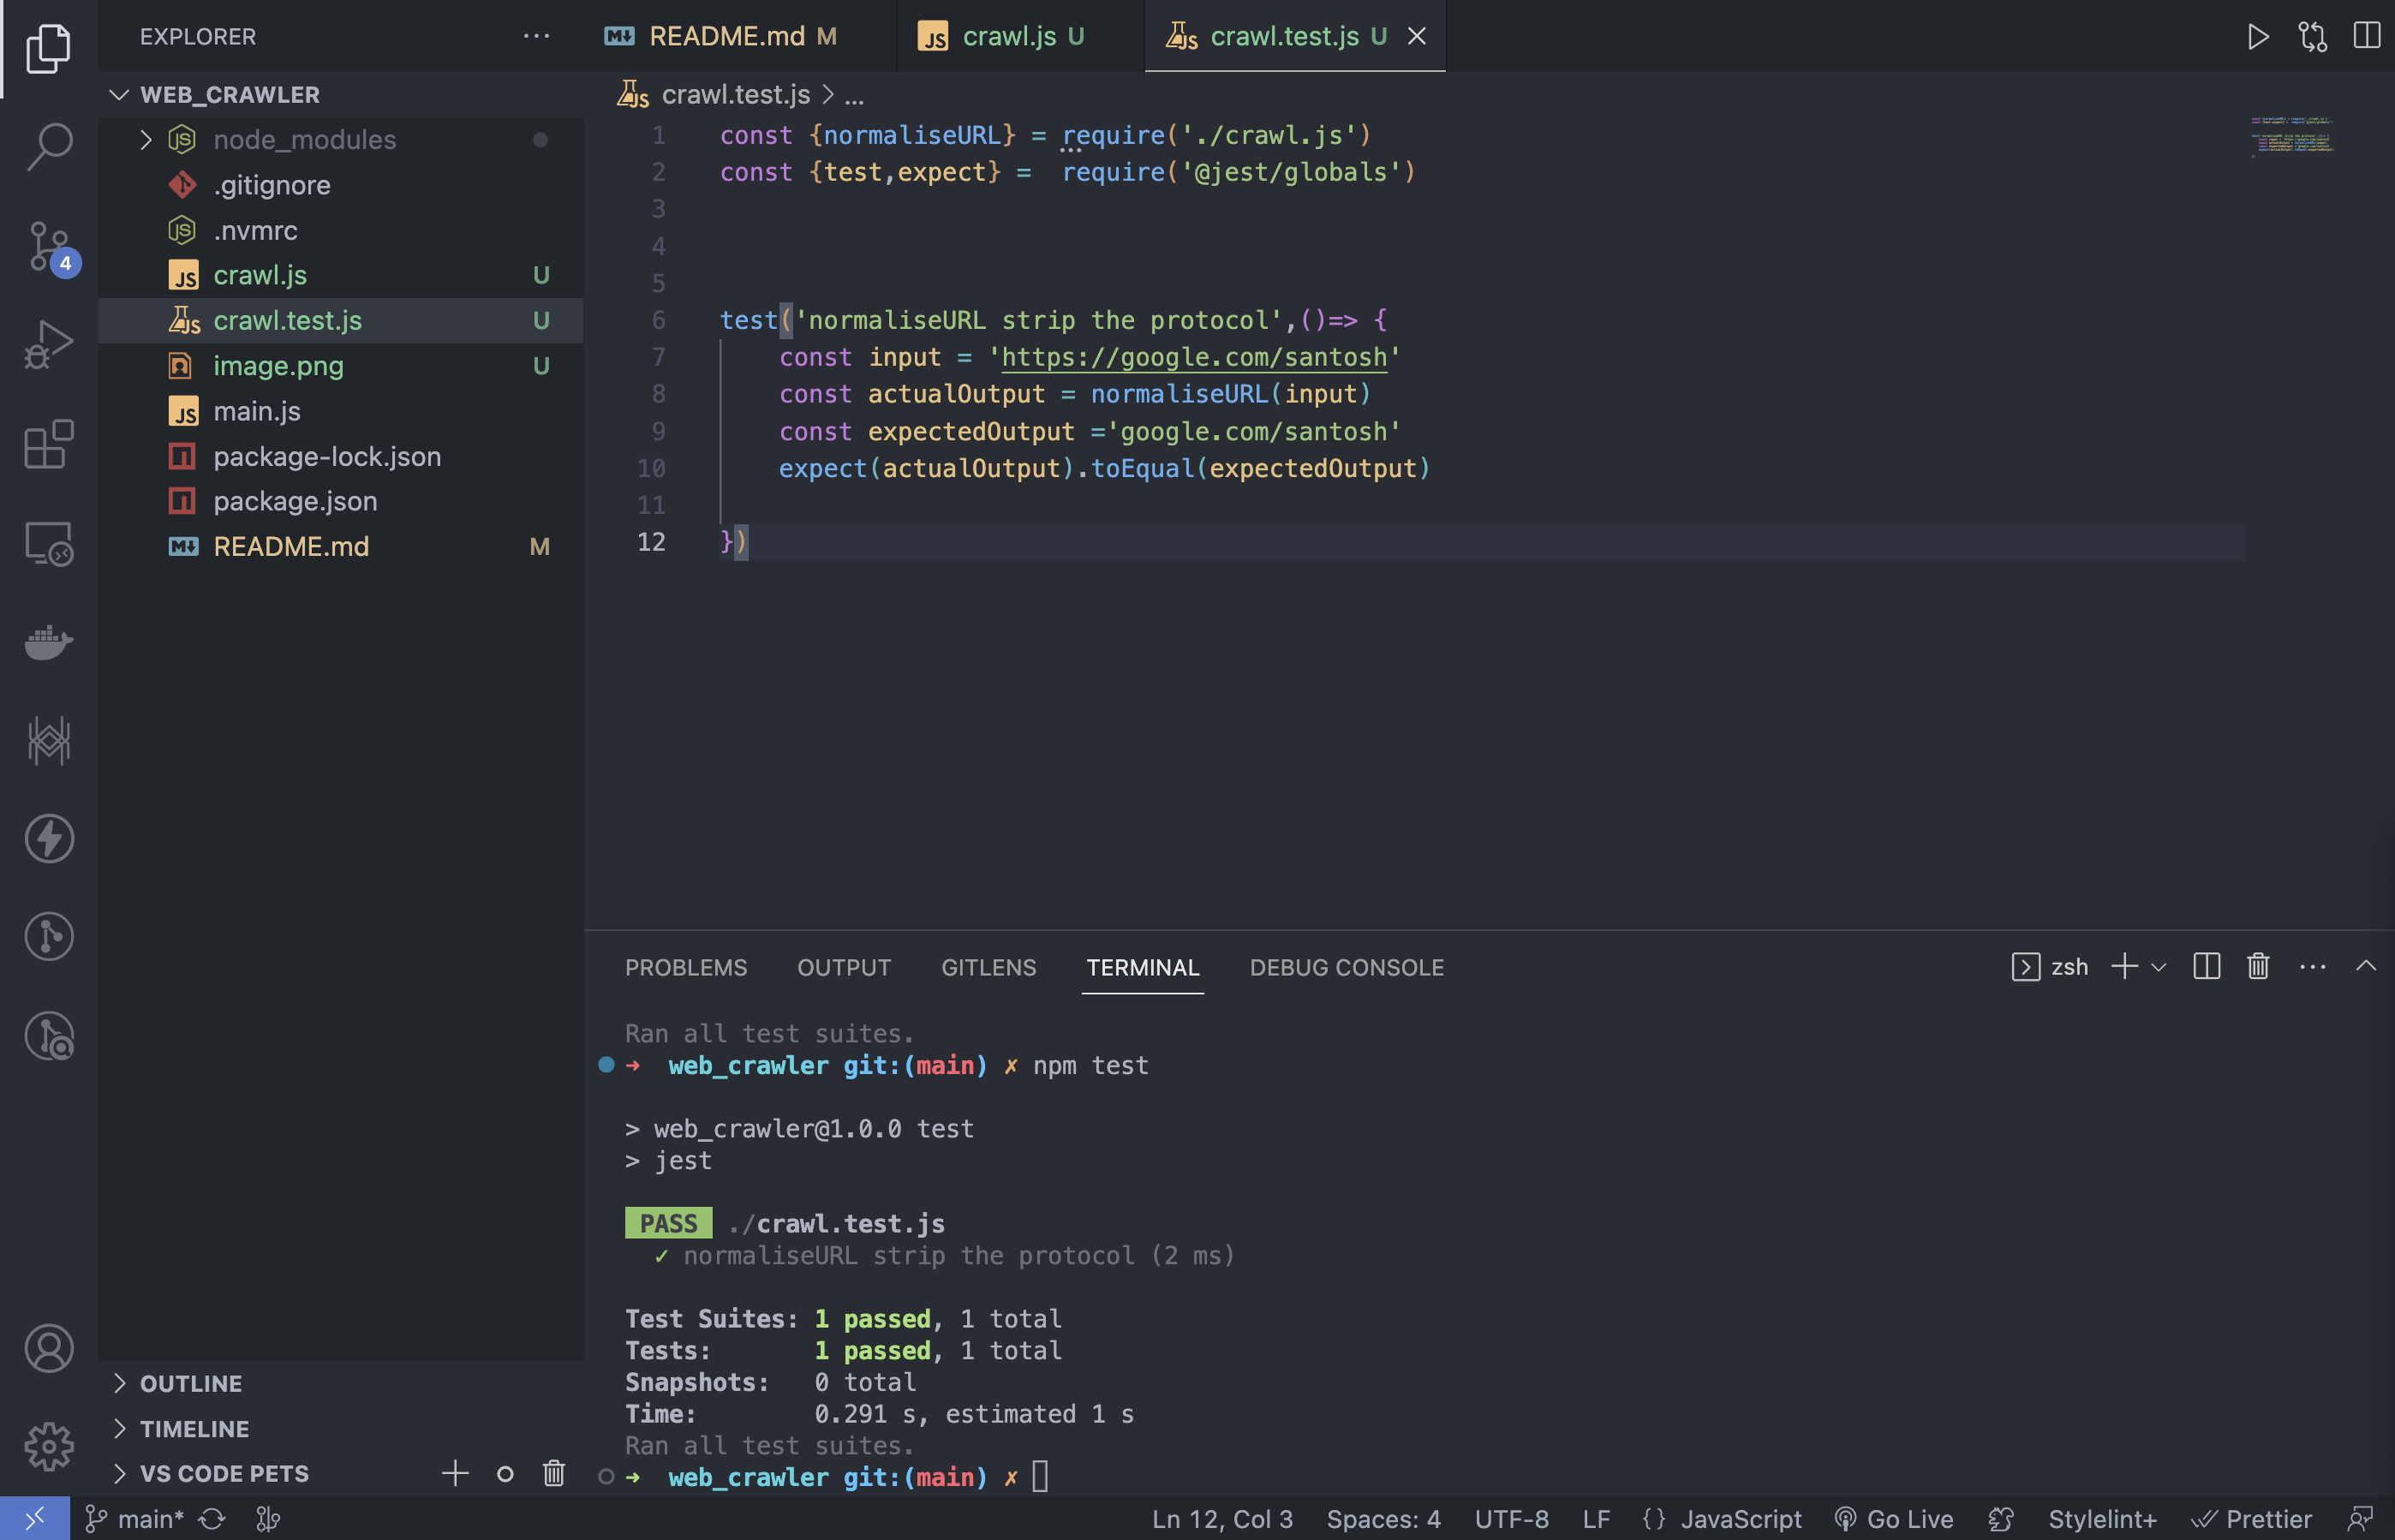 EXPLORER
README.md M
crawl.js U
crawl.test.js U
WEB_CRAWLER
node_modules
.gitignore
.nvmrc
crawl.js U
crawl.test.js U
image.png U
main.js
package-lock.json
package.json
README.md M
4
OUTLINE
TIMELINE
VS CODE PETS
crawl.test.js > ...
1 const {normaliseURL} = require('./crawl.js')
2 const {test,expect} =  require('@jest/globals')
3
4
5
6 test('normaliseURL strip the protocol',()=> {
7     const input = 'https://google.com/santosh'
8     const actualOutput = normaliseURL(input)
9     const expectedOutput ='google.com/santosh'
10     expect(actualOutput).toEqual(expectedOutput)
11
12 })
PROBLEMS OUTPUT GITLENS TERMINAL DEBUG CONSOLE
zsh
Ran all test suites.
➜  web_crawler git:(main) ✗ npm test
> web_crawler@1.0.0 test
> jest
PASS ./crawl.test.js
✓ normaliseURL strip the protocol (2 ms)
Test Suites: 1 passed, 1 total
Tests:       1 passed, 1 total
Snapshots:   0 total
Time:        0.291 s, estimated 1 s
Ran all test suites.
➜  web_crawler git:(main) ✗
main*
Ln 12, Col 3 Spaces: 4 UTF-8 LF {} JavaScript Go Live Stylelint+ Prettier